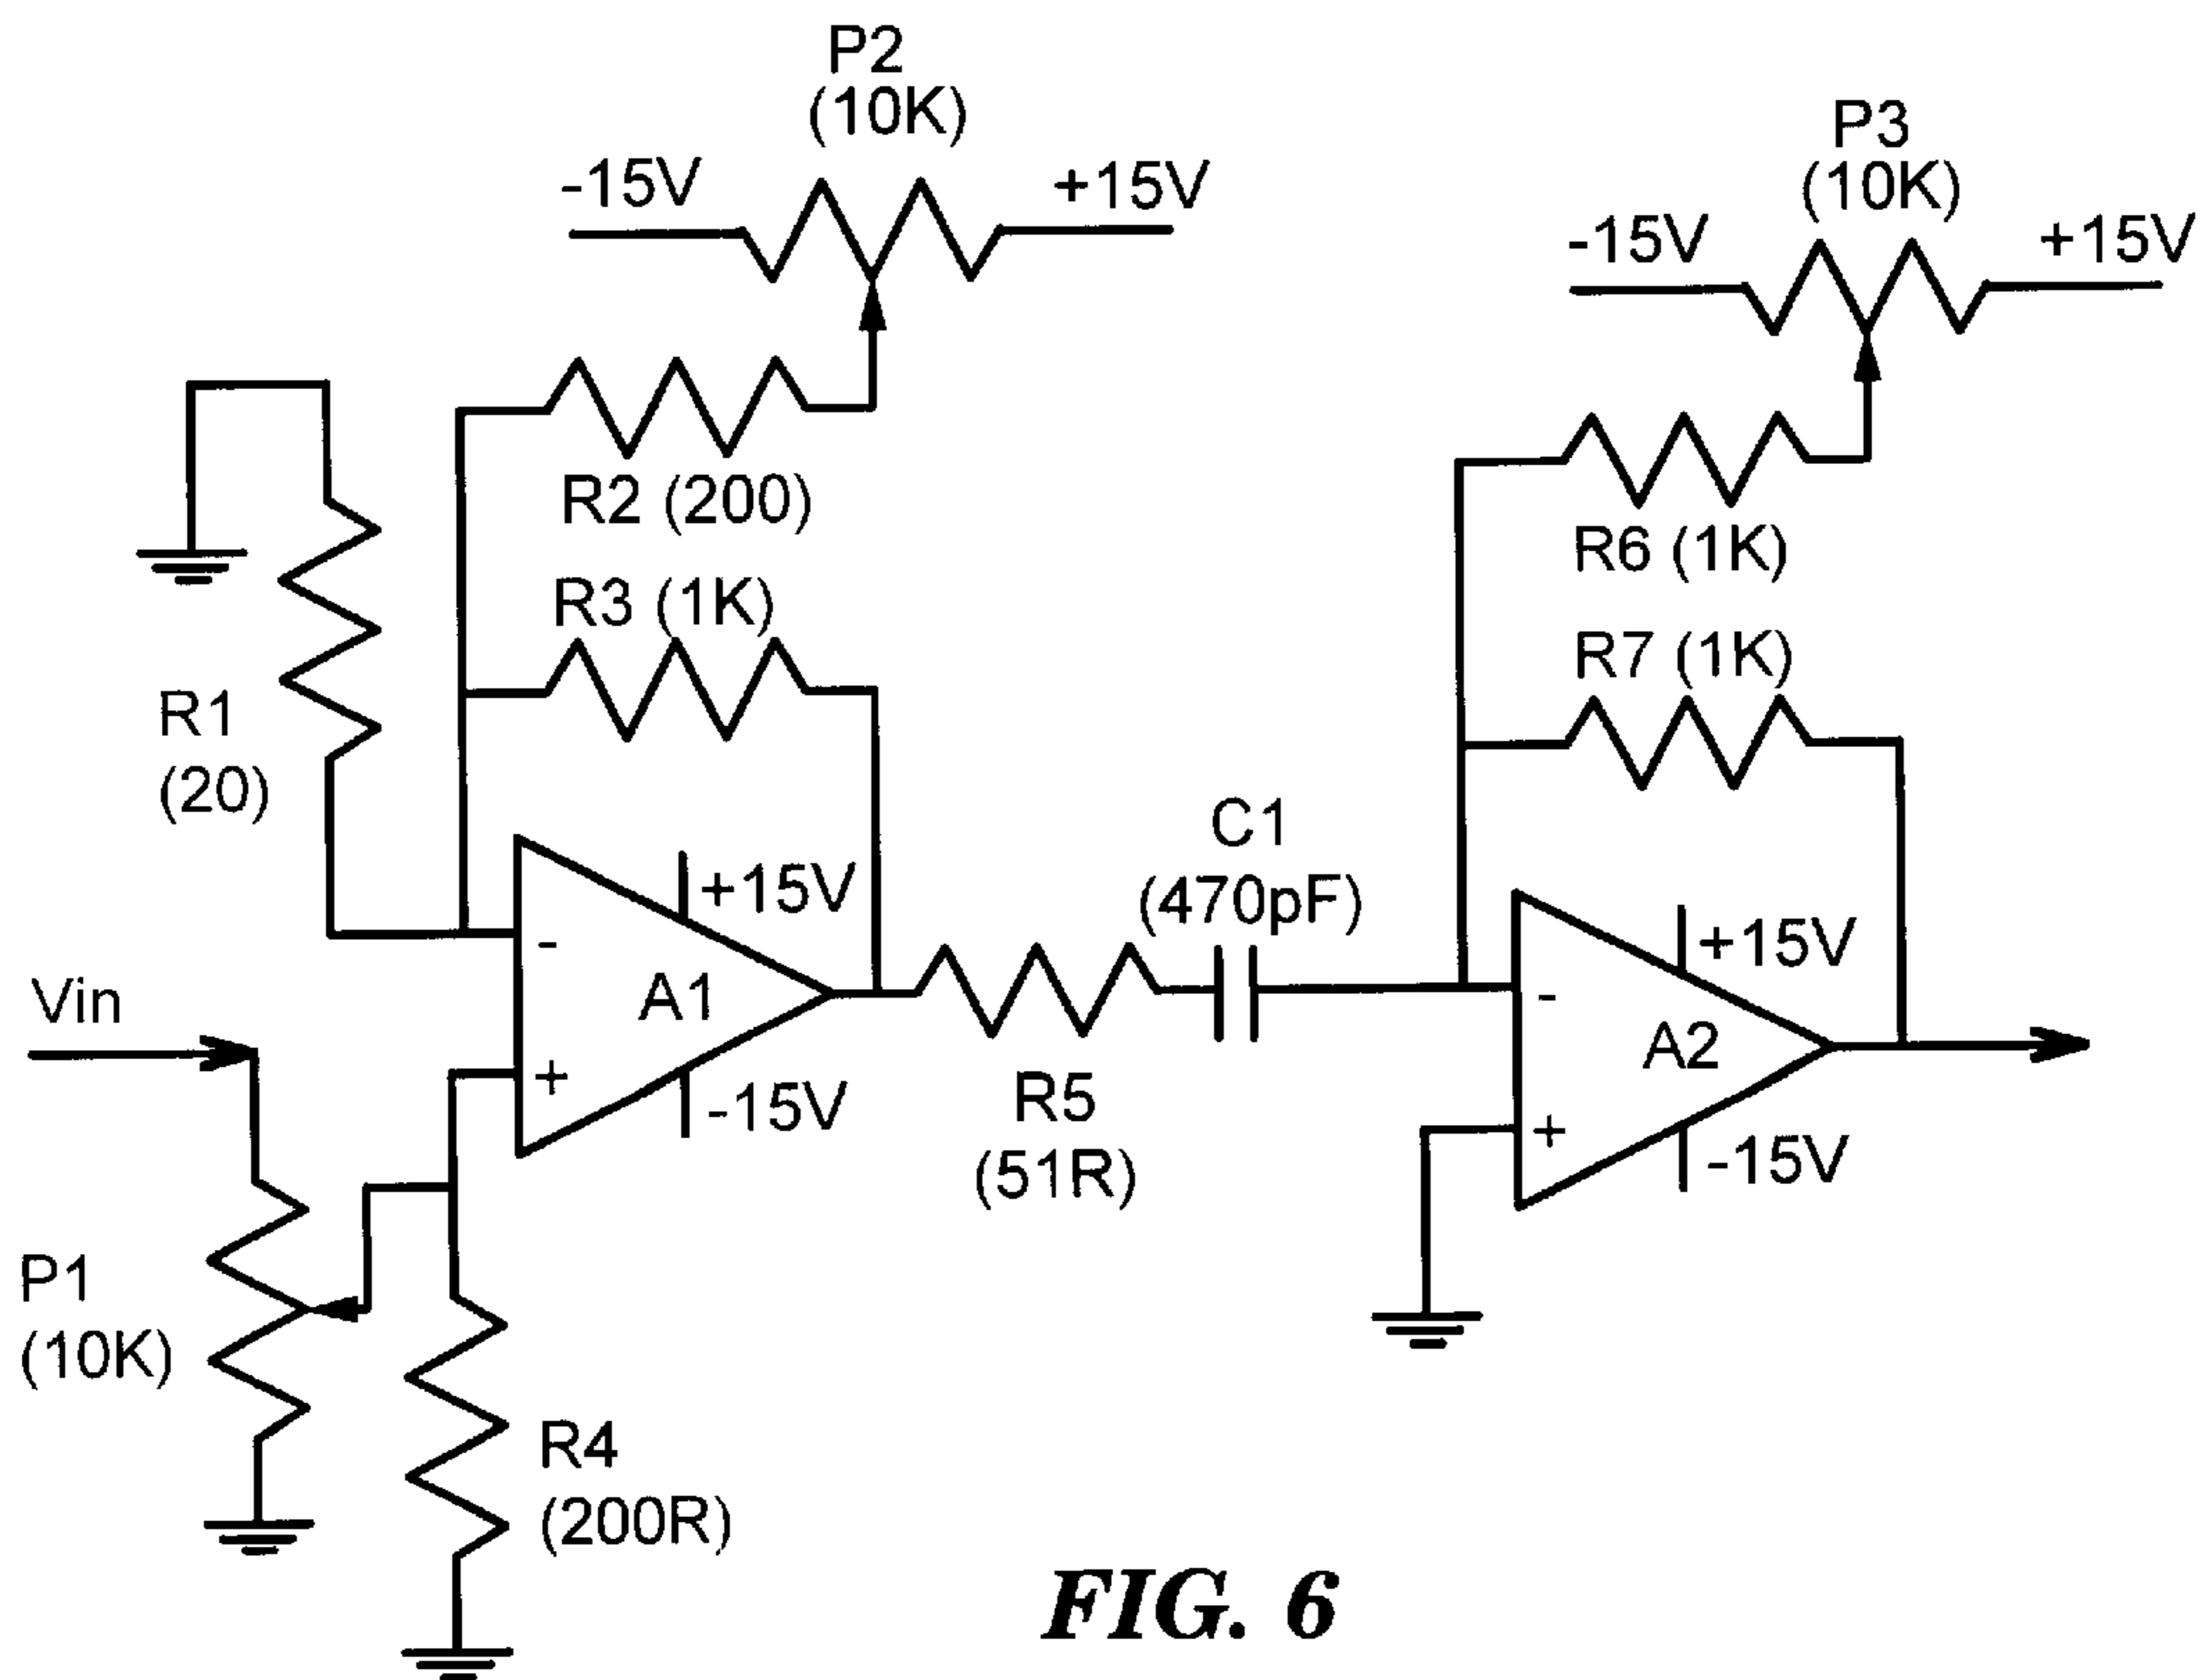 P2
(10K)
-15V
+15V
P3
(10K)
-15V
+15V
R2 (200)
R3 (1K)
R6 (1K)
R7 (1K)
R1
(20)
C1
(470pF)
+15V
-
A1
+
-15V
Vin
+15V
-
A2
+
-15V
R5
(51R)
P1
(10K)
R4
(200R)
FIG. 6